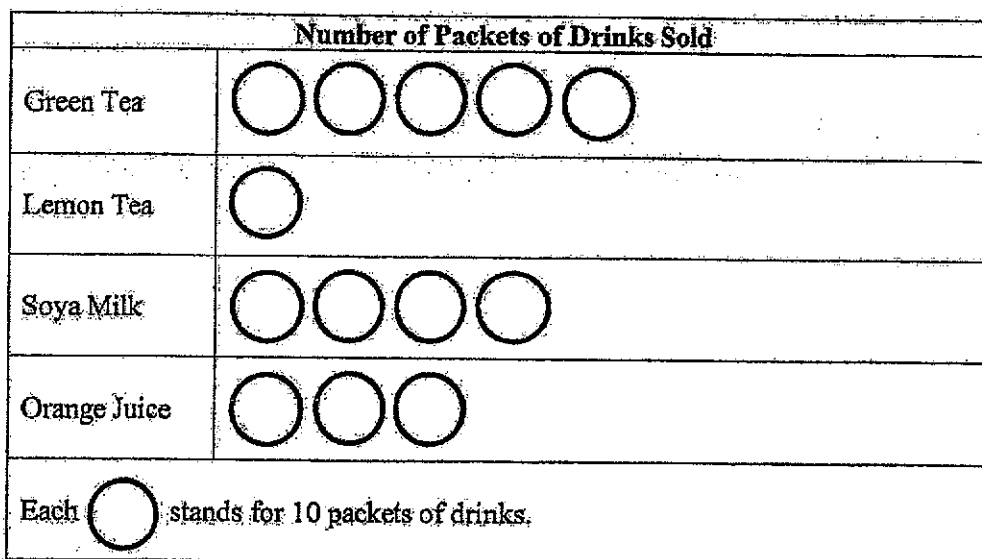 Number of Packets of Drinks Sold
Green Tea
Lemon Tea
Soya Milk
Orange Juice
Each stands for 10 packets of drinks.